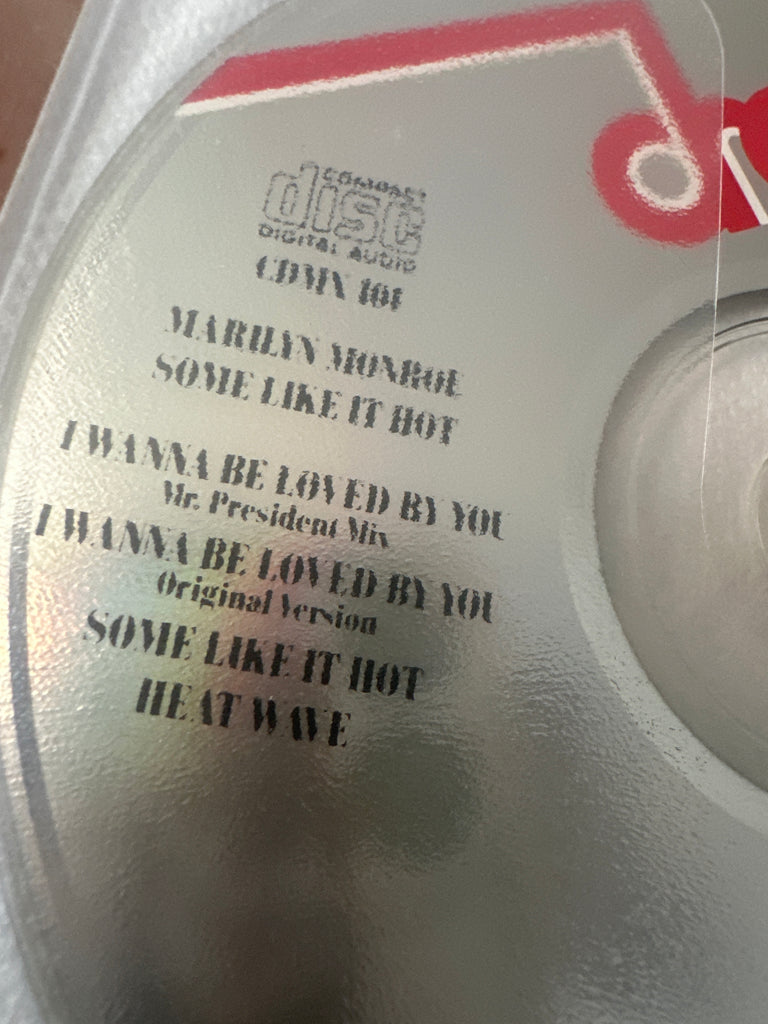 COMPACT
disc
DIGITAL AUDIO
CDMX 101
MARILYN MONROE
SOME LIKE IT HOT
I WANNA BE LOVED BY YOU
Mr. President Mix
I WANNA BE LOVED BY YOU
Original Version
SOME LIKE IT HOT
HEAT WAVE